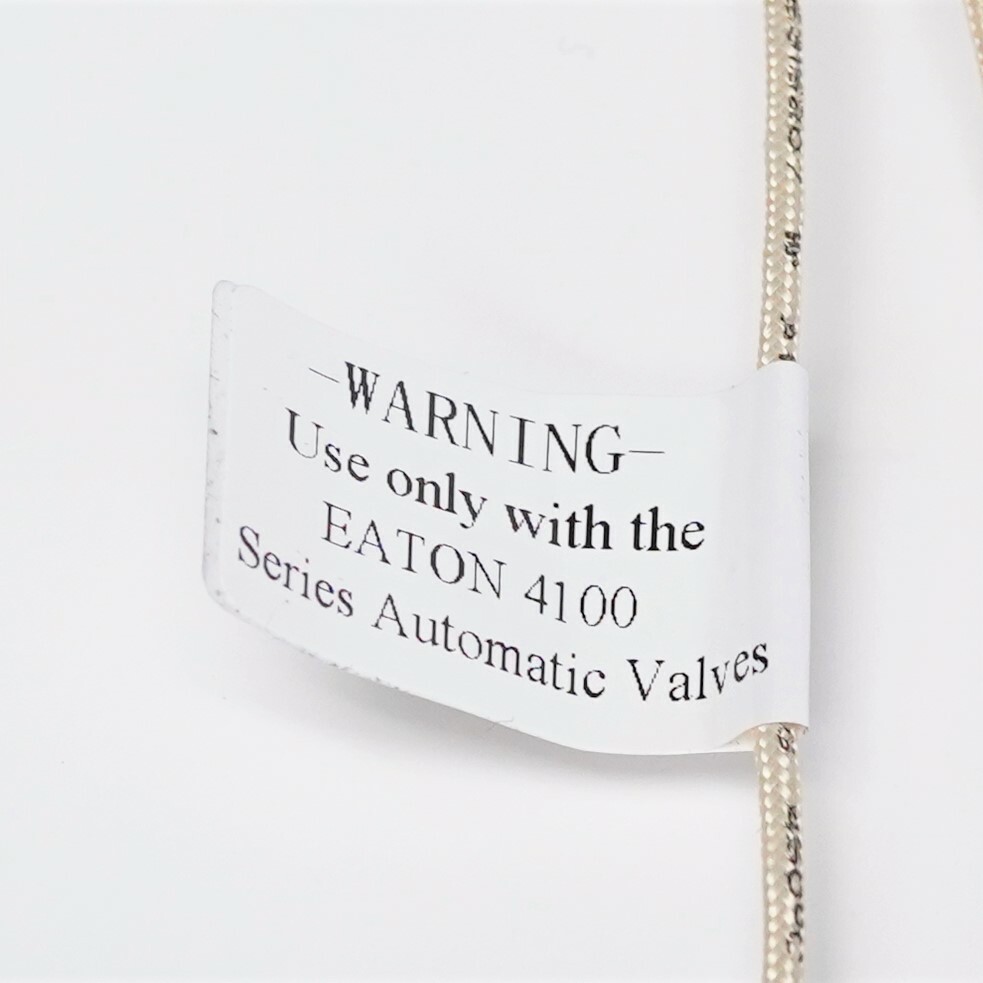 -WARNING-
Use only with the
EATON 4100
Series Automatic Valves